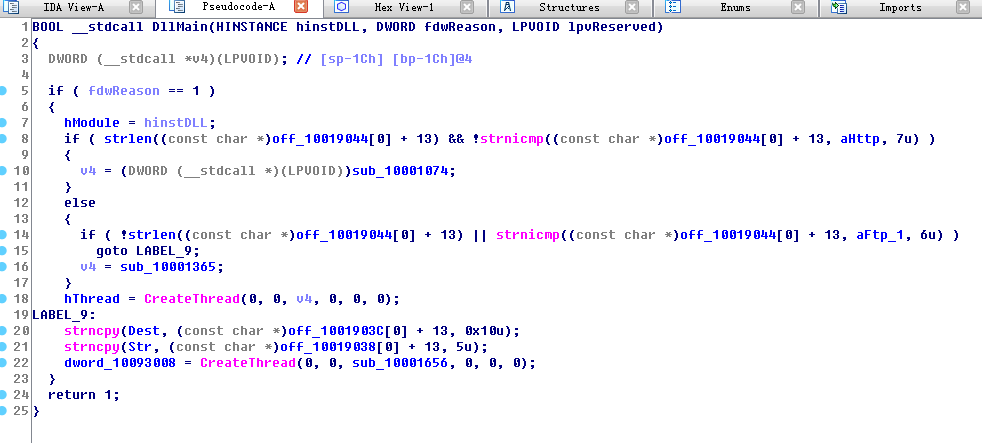 IDA View-A Pseudocode-A Hex View-1 Structures Enums Imports
1 BOOL __stdcall DllMain(HINSTANCE hinstDLL, DWORD fdwReason, LPVOID lpvReserved)
2 {
3 DWORD (__stdcall *v4)(LPVOID); // [sp-1Ch] [bp-1Ch]@4
4
5 if ( fdwReason == 1 )
6 {
7 hModule = hinstDLL;
8 if ( strlen((const char *)off_10019044[0] + 13) && !strnicmp((const char *)off_10019044[0] + 13, aHttp, 7u) )
9 {
10 v4 = (DWORD (__stdcall *)(LPVOID))sub_10001074;
11 }
12 else
13 {
14 if ( !strlen((const char *)off_10019044[0] + 13) || strnicmp((const char *)off_10019044[0] + 13, aFtp_1, 6u) )
15 goto LABEL_9;
16 v4 = sub_10001365;
17 }
18 hThread = CreateThread(0, 0, v4, 0, 0, 0);
19 LABEL_9:
20 strncpy(Dest, (const char *)off_1001903C[0] + 13, 0x10u);
21 strncpy(Str, (const char *)off_10019038[0] + 13, 5u);
22 dword_10093008 = CreateThread(0, 0, sub_10001656, 0, 0, 0);
23 }
24 return 1;
25 }